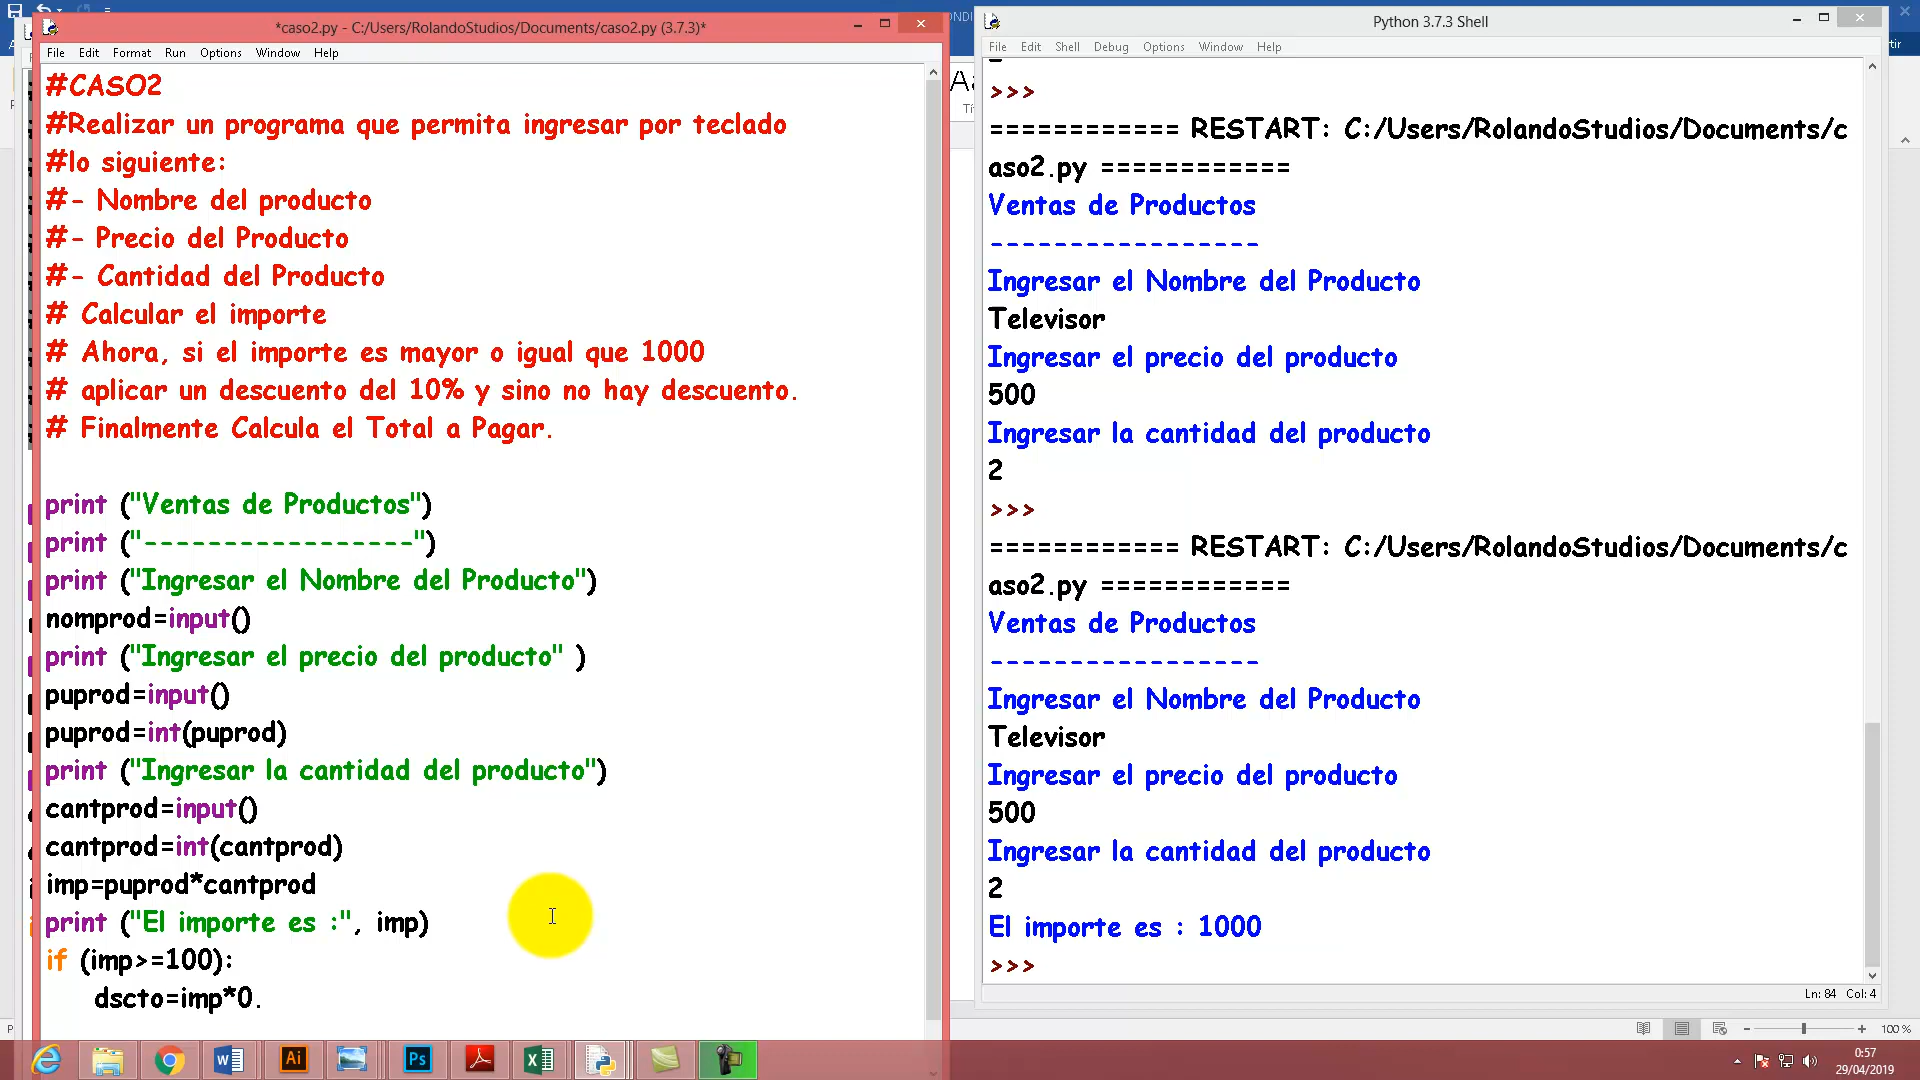 *caso2.py - C:/Users/RolandoStudios/Documents/caso2.py (3.7.3)*
File Edit Format Run Options Window Help
#CASO2
#Realizar un programa que permita ingresar por teclado
#lo siguiente:
#- Nombre del producto
#- Precio del Producto
#- Cantidad del Producto
# Calcular el importe
# Ahora, si el importe es mayor o igual que 1000
# aplicar un descuento del 10% y sino no hay descuento.
# Finalmente Calcula el Total a Pagar.
print ("Ventas de Productos")
print ("-----------------")
print ("Ingresar el Nombre del Producto")
nomprod=input()
print ("Ingresar el precio del producto" )
puprod=input()
puprod=int(puprod)
print ("Ingresar la cantidad del producto")
cantprod=input()
cantprod=int(cantprod)
imp=puprod*cantprod
print ("El importe es :", imp)
if (imp>=100):
    dscto=imp*0.
Python 3.7.3 Shell
File Edit Shell Debug Options Window Help
>>>
============ RESTART: C:/Users/RolandoStudios/Documents/c
aso2.py ============
Ventas de Productos
-----------------
Ingresar el Nombre del Producto
Televisor
Ingresar el precio del producto
500
Ingresar la cantidad del producto
2
>>>
============ RESTART: C:/Users/RolandoStudios/Documents/c
aso2.py ============
Ventas de Productos
-----------------
Ingresar el Nombre del Producto
Televisor
Ingresar el precio del producto
500
Ingresar la cantidad del producto
2
El importe es : 1000
>>>
Ln: 84 Col: 4
100 %
0:57
29/04/2019